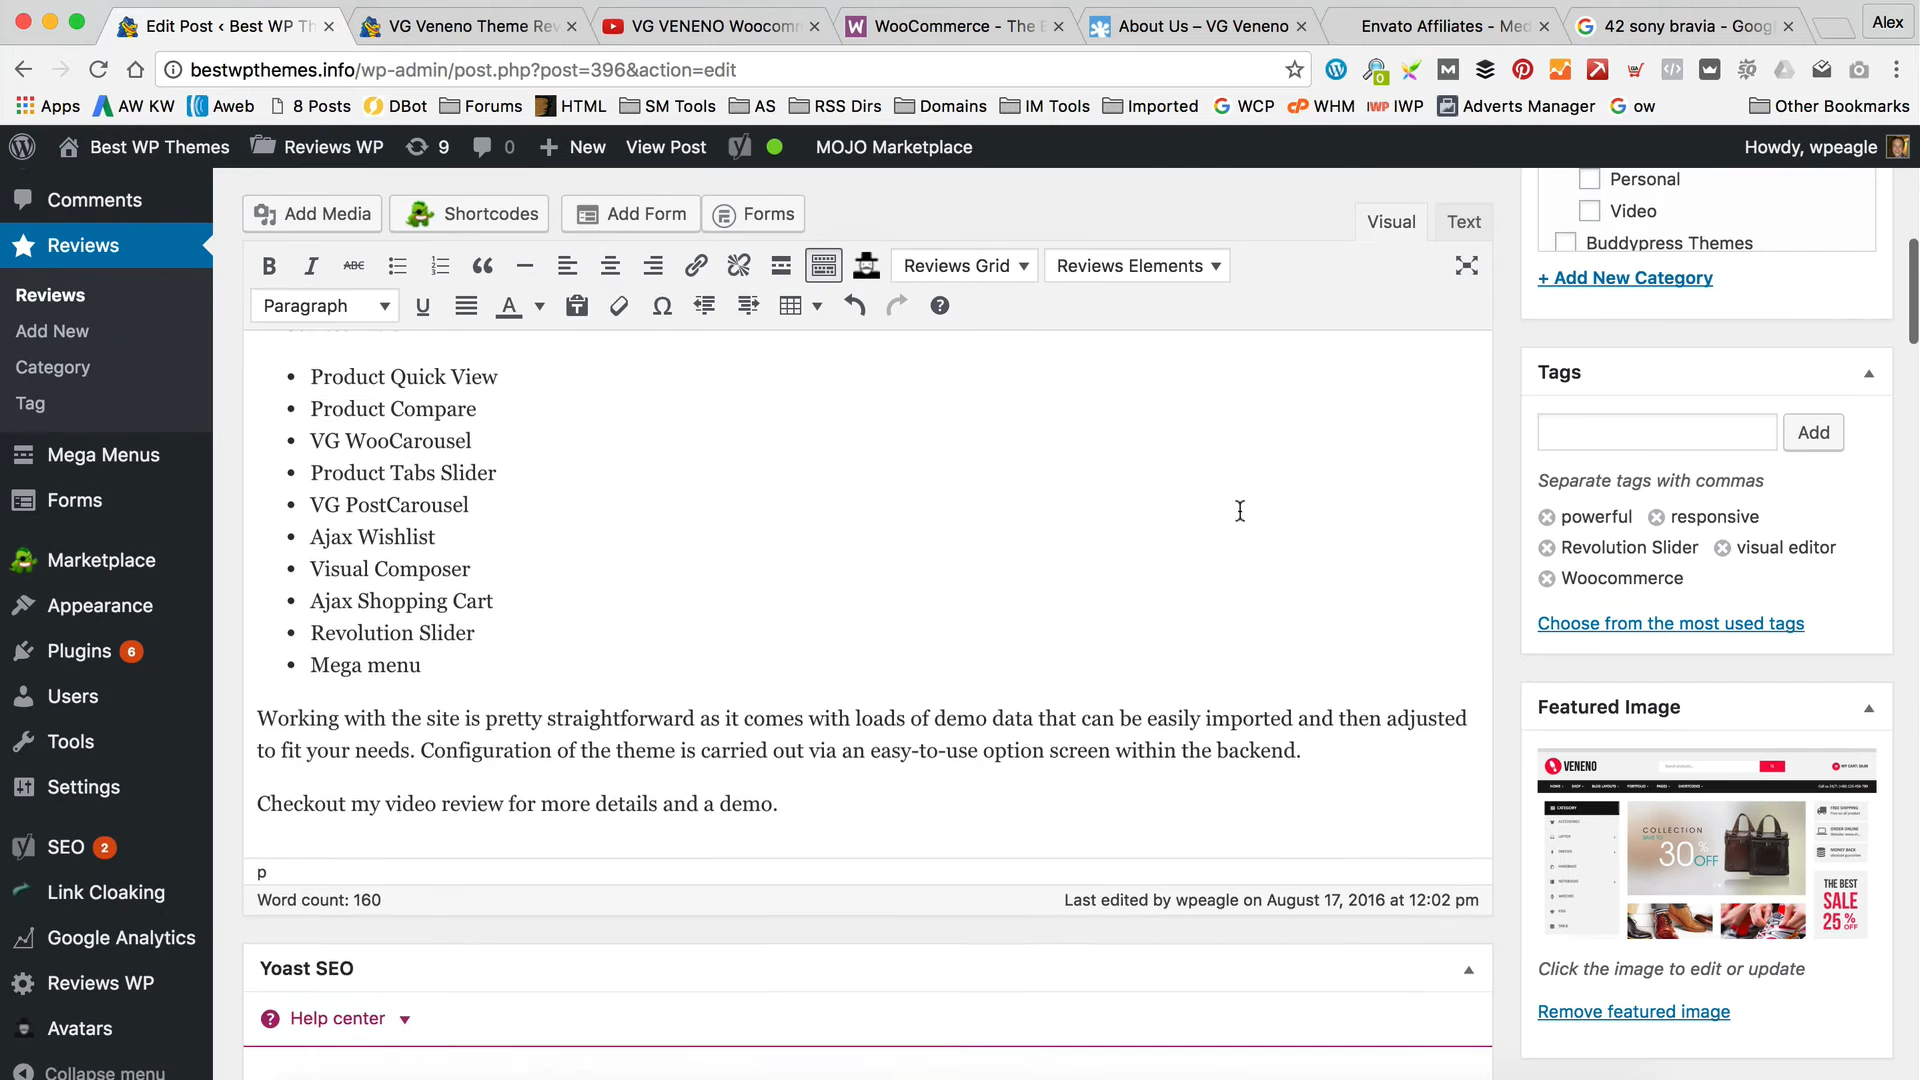 Edit Post ‹ Best WP Th
VG Veneno Theme Rev
VG VENENO Woocomm
WooCommerce - The B
About Us – VG Veneno
Envato Affiliates - Med
42 sony bravia - Goog
Alex
bestwpthemes.info/wp-admin/post.php?post=396&action=edit
Apps
AW KW
Aweb
8 Posts
DBot
Forums
HTML
SM Tools
AS
RSS Dirs
Domains
IM Tools
Imported
WCP
WHM
IWP
Adverts Manager
ow
Other Bookmarks
Best WP Themes
Reviews WP
9
0
New
View Post
MOJO Marketplace
Howdy, wpeagle
Comments
Reviews
Reviews
Add New
Category
Tag
Mega Menus
Forms
Marketplace
Appearance
Plugins 6
Users
Tools
Settings
SEO 2
Link Cloaking
Google Analytics
Reviews WP
Avatars
Collapse menu
Add Media
Shortcodes
Add Form
Forms
Visual
Text
Reviews Grid
Reviews Elements
Paragraph
• Product Quick View
• Product Compare
• VG WooCarousel
• Product Tabs Slider
• VG PostCarousel
• Ajax Wishlist
• Visual Composer
• Ajax Shopping Cart
• Revolution Slider
• Mega menu
Working with the site is pretty straightforward as it comes with loads of demo data that can be easily imported and then adjusted
to fit your needs. Configuration of the theme is carried out via an easy-to-use option screen within the backend.
Checkout my video review for more details and a demo.
p
Word count: 160
Last edited by wpeagle on August 17, 2016 at 12:02 pm
Yoast SEO
Help center
Personal
Video
Buddypress Themes
+ Add New Category
Tags
Add
Separate tags with commas
powerful
responsive
Revolution Slider
visual editor
Woocommerce
Choose from the most used tags
Featured Image
VENENO
COLLECTION
30% OFF
THE BEST
SALE
25% OFF
Click the image to edit or update
Remove featured image